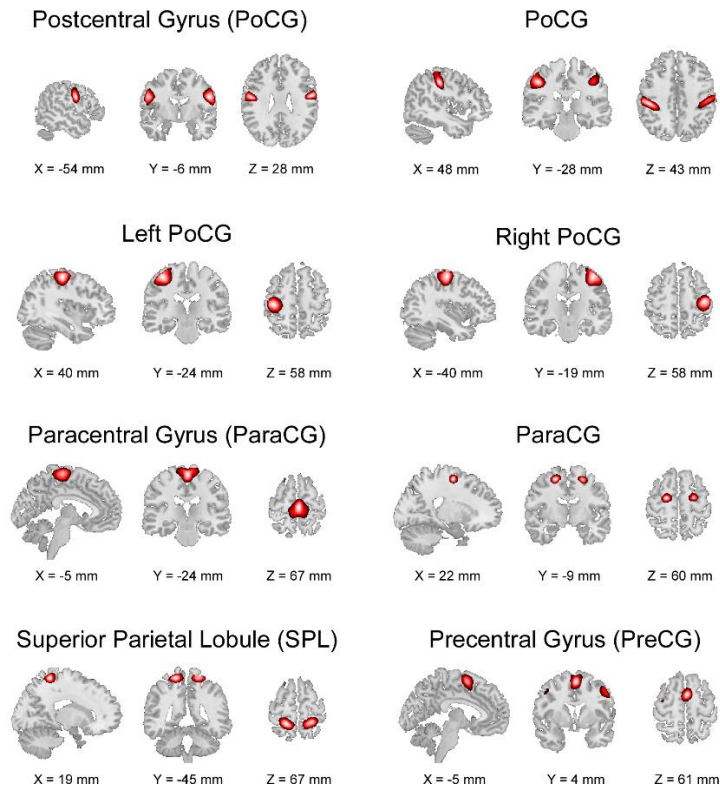 Postcentral Gyrus (PoCG)
X = -54 mm Y = -6 mm Z = 28 mm
PoCG
X = 48 mm Y = -28 mm Z = 43 mm
Left PoCG
X = 40 mm Y = -24 mm Z = 58 mm
Right PoCG
X = -40 mm Y = -19 mm Z = 58 mm
Paracentral Gyrus (ParaCG)
X = -5 mm Y = -24 mm Z = 67 mm
ParaCG
X = 22 mm Y = -9 mm Z = 60 mm
Superior Parietal Lobule (SPL)
X = 19 mm Y = -45 mm Z = 67 mm
Precentral Gyrus (PreCG)
X = -5 mm Y = 4 mm Z = 61 mm